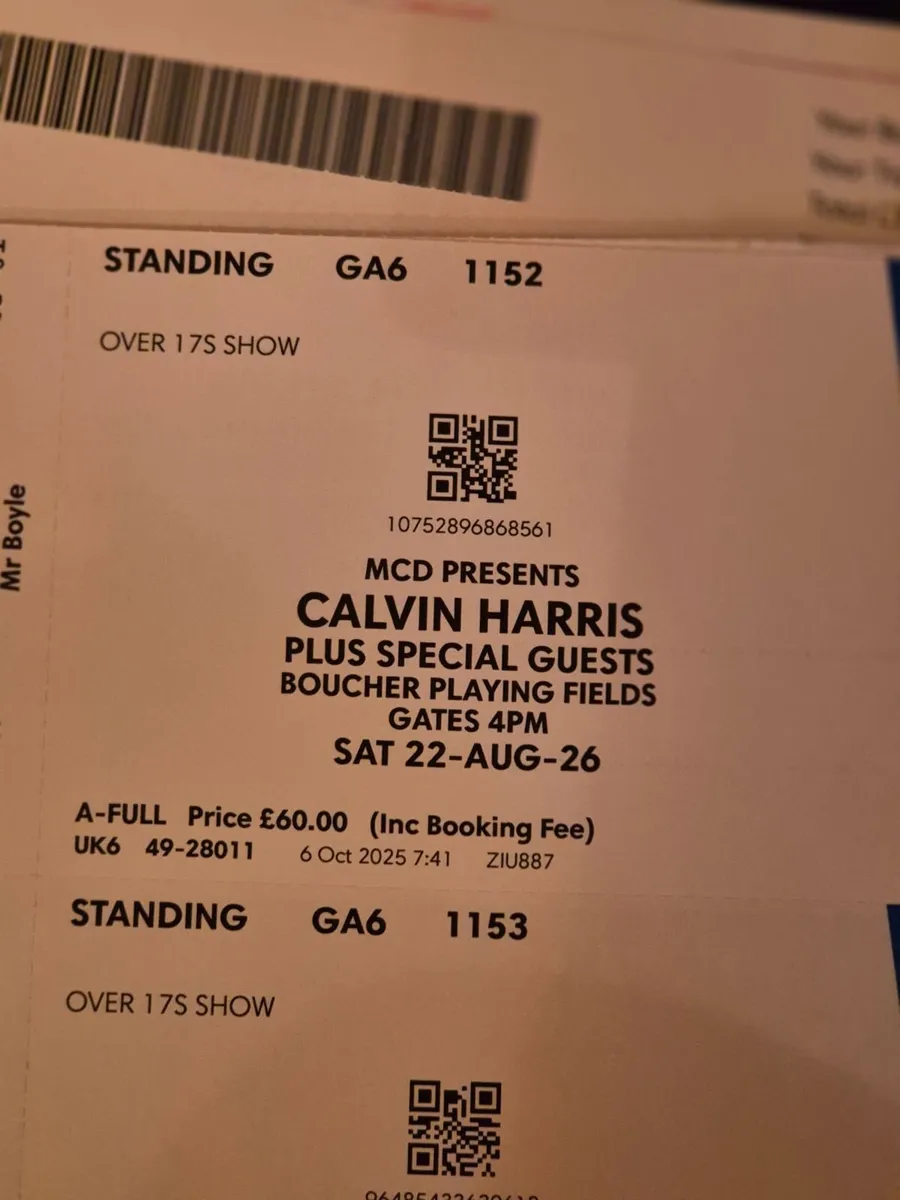 STANDING GA6 1152
OVER 17S SHOW
10752896868561
MCD PRESENTS
CALVIN HARRIS
PLUS SPECIAL GUESTS
BOUCHER PLAYING FIELDS
GATES 4PM
SAT 22-AUG-26
A-FULL Price £60.00 (Inc Booking Fee)
UK6 49-28011 6 Oct 2025 7:41 ZIU887
Mr Boyle
STANDING GA6 1153
OVER 17S SHOW